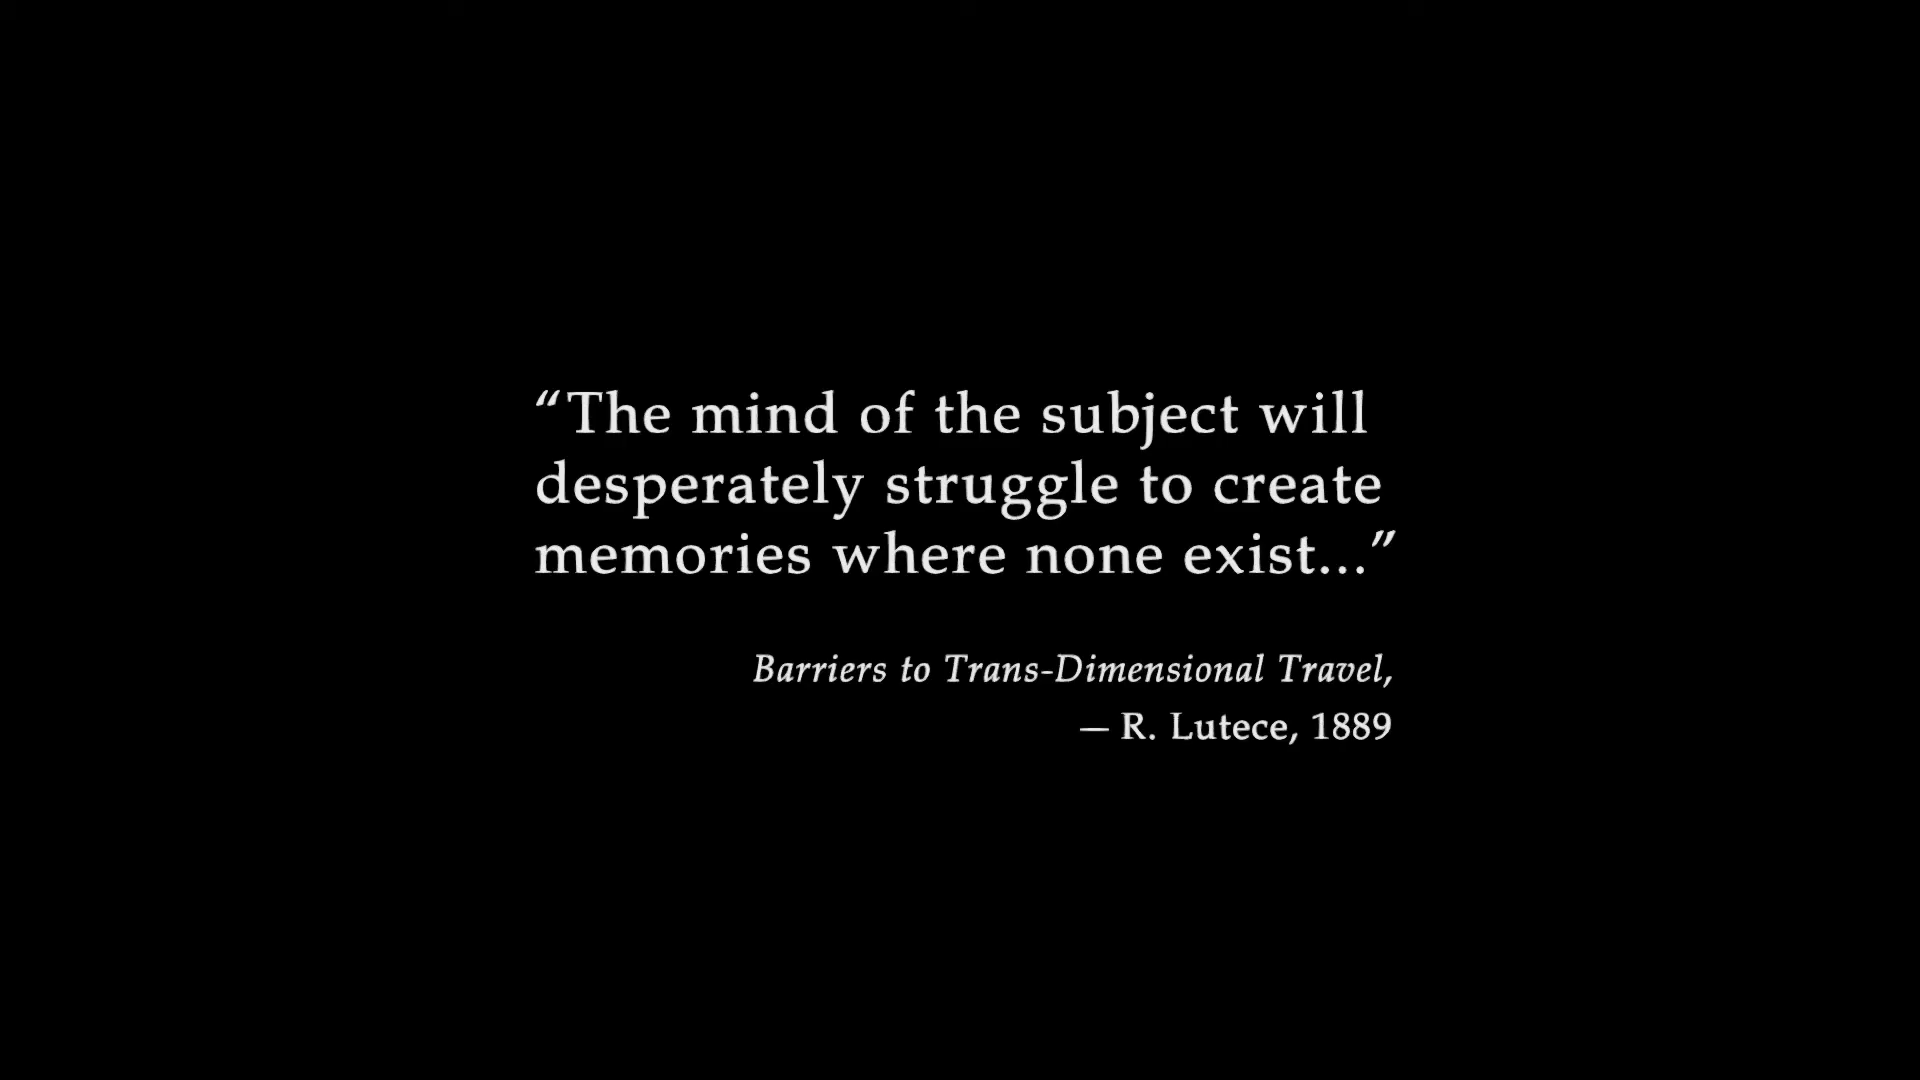 “The mind of the subject will
desperately struggle to create
memories where none exist...”
Barriers to Trans-Dimensional Travel,
— R. Lutece, 1889